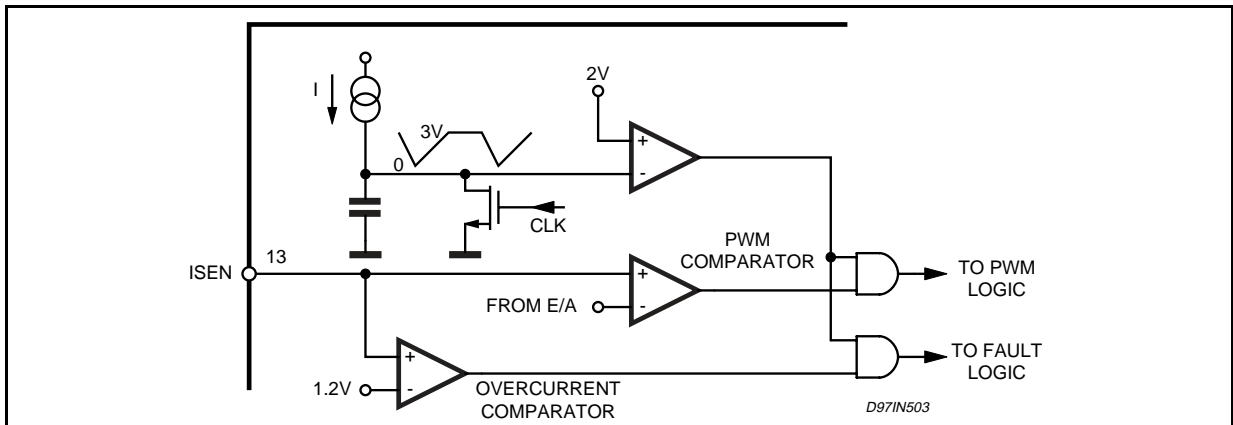 I
2V
3V
+
0
-
CLK
PWM
COMPARATOR
ISEN
13
+
TO PWM
LOGIC
FROM E/A
-
+
TO FAULT
LOGIC
1.2V
-
OVERCURRENT
COMPARATOR
D97IN503